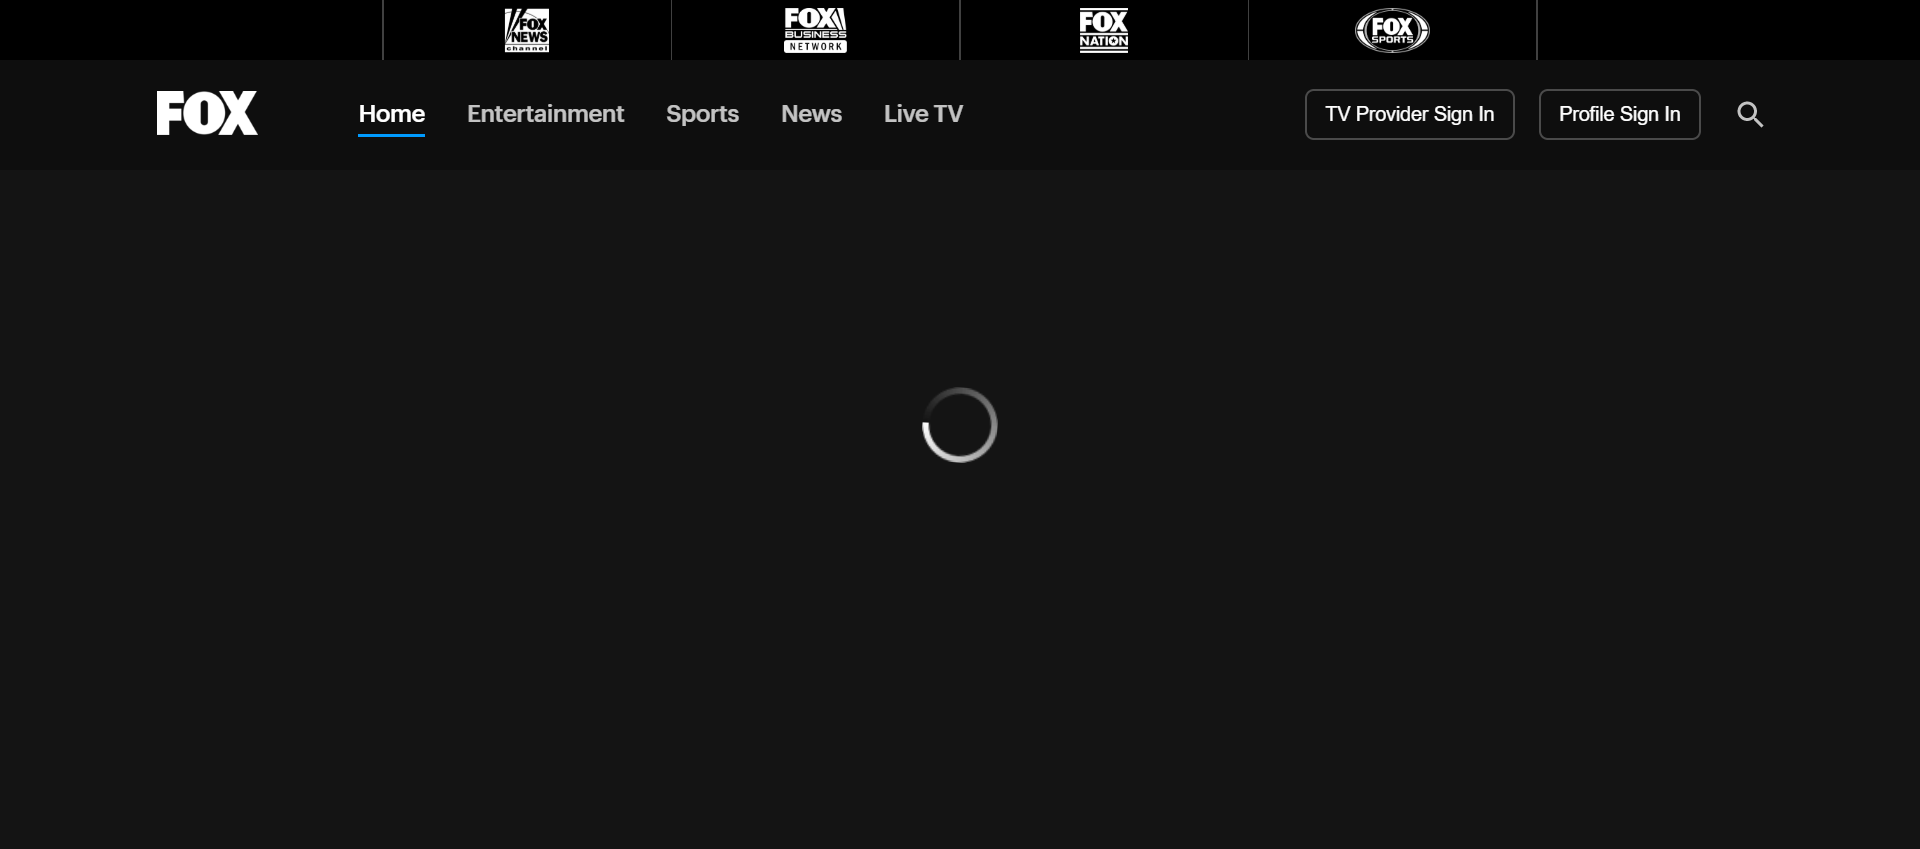 FOX
NEWS
channel
FOX
BUSINESS
NETWORK
FOX
NATION
FOX
SPORTS
FOX
Home Entertainment Sports News Live TV TV Provider Sign In Profile Sign In